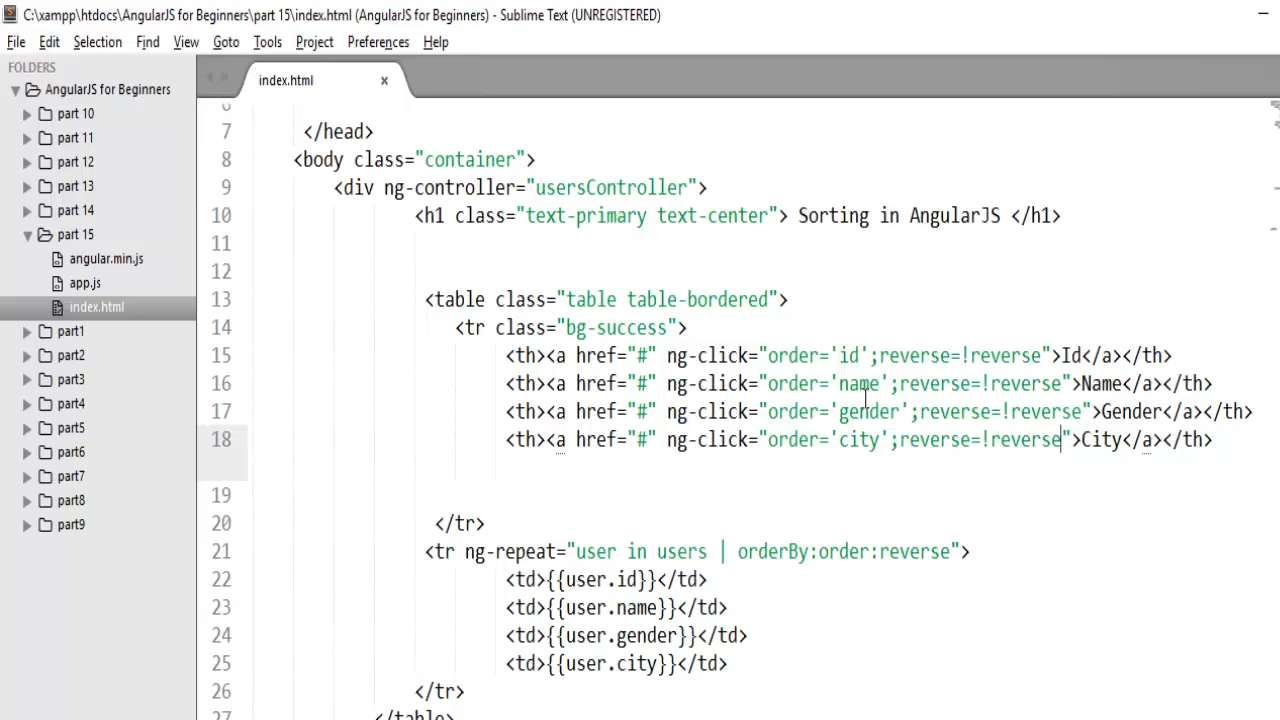 C:\xampp\htdocs\AngularJS for Beginners\part 15\index.html (AngularJS for Beginners) - Sublime Text (UNREGISTERED)
File Edit Selection Find View Goto Tools Project Preferences Help
FOLDERS
AngularJS for Beginners
part 10
part 11
part 12
part 13
part 14
part 15
angular.min.js
app.js
index.html
part1
part2
part3
part4
part5
part6
part7
part8
part9
index.html ×
6
7 </head>
8 <body class="container">
9 <div ng-controller="usersController">
10 <h1 class="text-primary text-center"> Sorting in AngularJS </h1>
11
12
13 <table class="table table-bordered">
14 <tr class="bg-success">
15 <th><a href="#" ng-click="order='id';reverse=!reverse">Id</a></th>
16 <th><a href="#" ng-click="order='name';reverse=!reverse">Name</a></th>
17 <th><a href="#" ng-click="order='gender';reverse=!reverse">Gender</a></th>
18 <th><a href="#" ng-click="order='city';reverse=!reverse">City</a></th>
19
20 </tr>
21 <tr ng-repeat="user in users | orderBy:order:reverse">
22 <td>{{user.id}}</td>
23 <td>{{user.name}}</td>
24 <td>{{user.gender}}</td>
25 <td>{{user.city}}</td>
26 </tr>
27 </table>